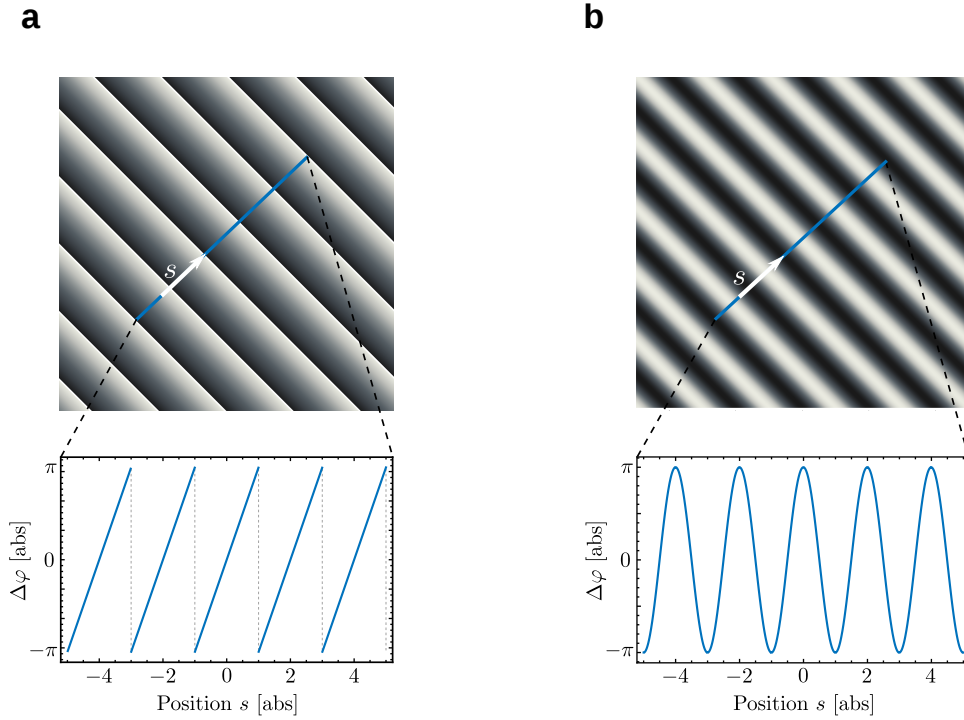 a
b
s
s
π
0
−π
Δφ [abs]
−4
−2
0
2
4
Position s [abs]
π
0
−π
Δφ [abs]
−4
−2
0
2
4
Position s [abs]